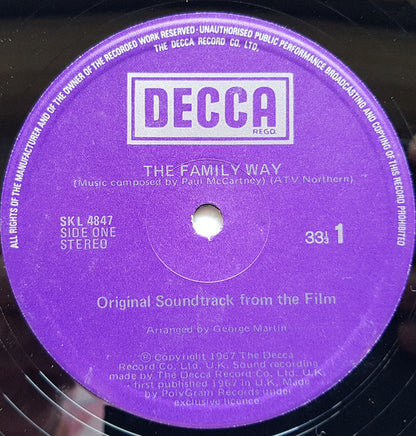 ALL RIGHTS OF THE MANUFACTURER AND OF THE OWNER OF THE RECORDED WORK RESERVED · UNAUTHORISED PUBLIC PERFORMANCE BROADCASTING AND COPYING OF THIS RECORD PROHIBITED
THE DECCA RECORD CO. LTD.
DECCA
REGD.
THE FAMILY WAY
(Music composed by Paul McCartney) (ATV Northern)
SKL 4847
SIDE ONE
STEREO
33⅓ 1
Original Soundtrack from the Film
Arranged by George Martin
℗ copyright 1967 The Decca
Record Co. Ltd. U.K. Sound recording
made by The Decca Record Co. Ltd. U.K.
first published 1967 in U.K. Made
by PolyGram Records under
exclusive licence.